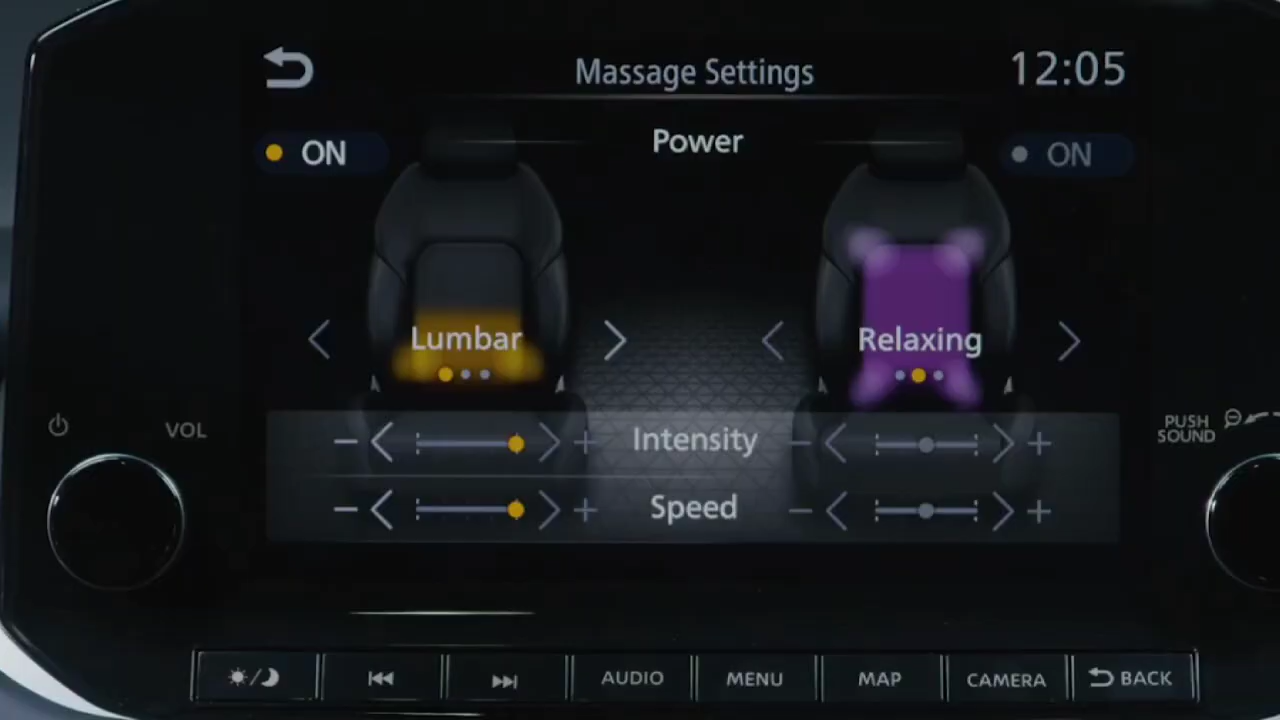 Massage Settings 12:05
ON Power ON
Lumbar Relaxing
VOL PUSH SOUND
- Intensity + - +
- Speed + - +
AUDIO MENU MAP CAMERA BACK